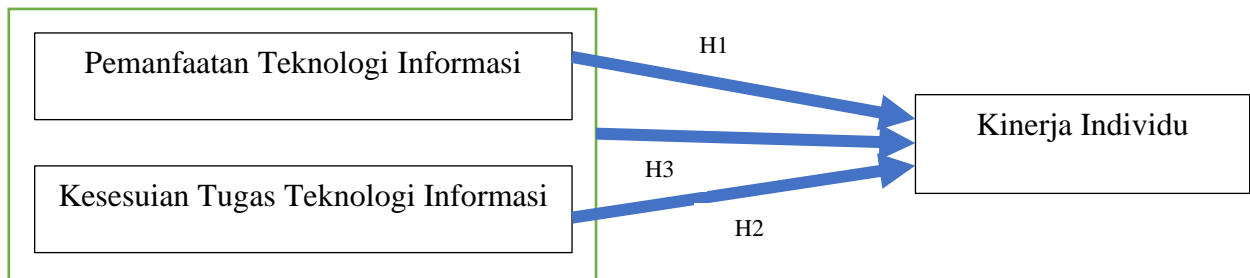 Pemanfaatan Teknologi Informasi
H1
Kinerja Individu
H3
Kesesuian Tugas Teknologi Informasi
H2